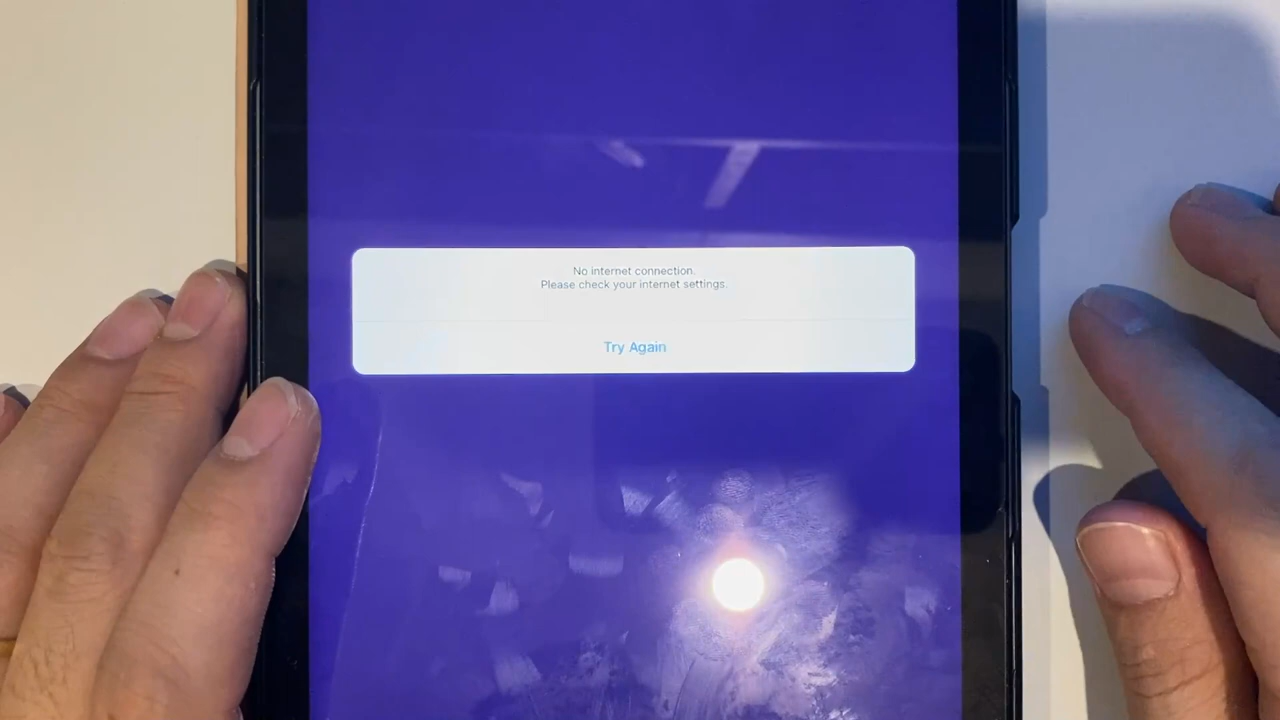 No internet connection.
Please check your internet settings.
Try Again